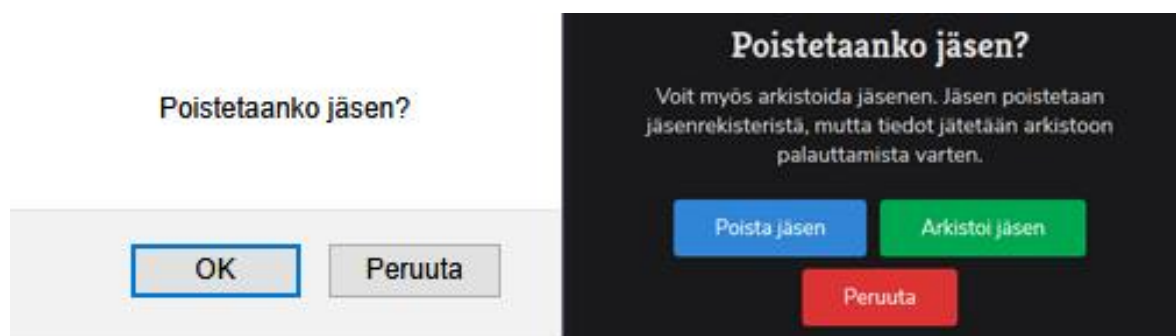 Poistetaanko jäsen?
OK
Peruuta
Poistetaanko jäsen?
Voit myös arkistoida jäsenen. Jäsen poistetaan
jäsenrekisteristä, mutta tiedot jätetään arkistoon
palauttamista varten.
Poista jäsen
Arkistoi jäsen
Peruuta